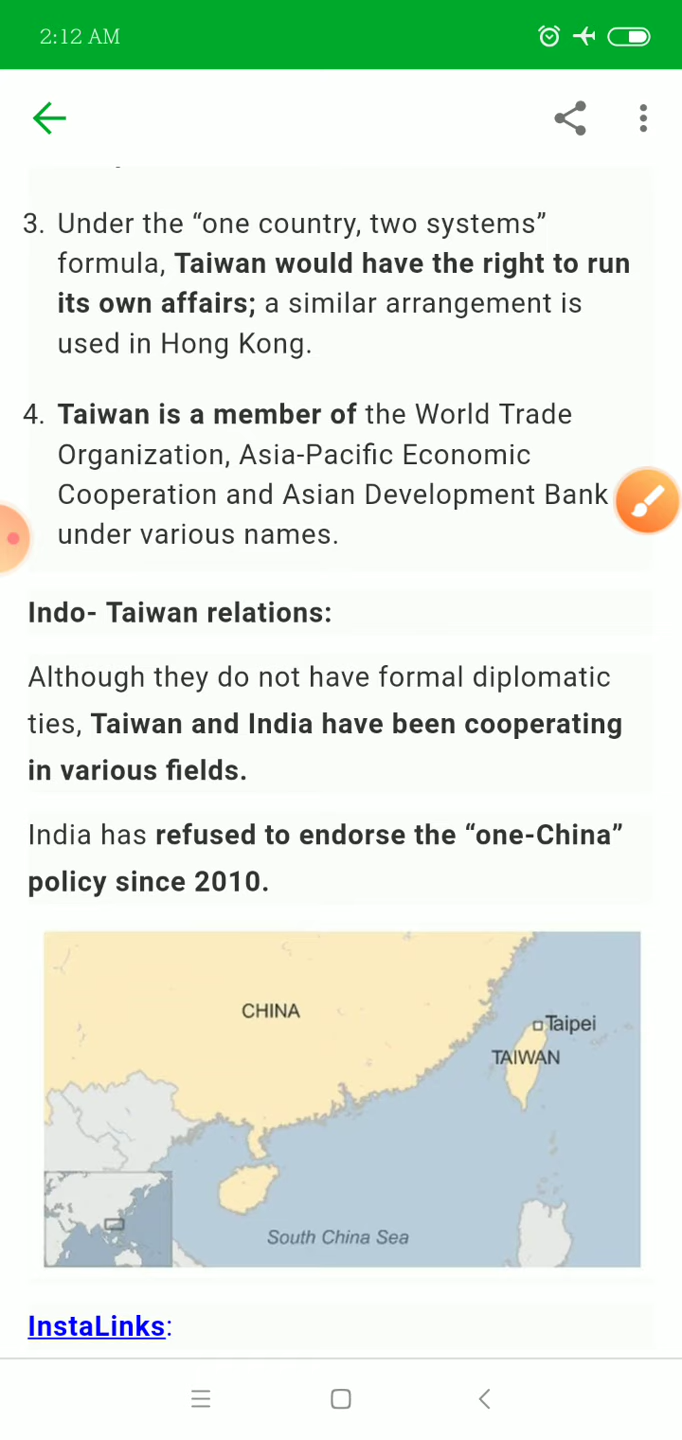 2:12 AM
3. Under the “one country, two systems”
formula, Taiwan would have the right to run
its own affairs; a similar arrangement is
used in Hong Kong.
4. Taiwan is a member of the World Trade
Organization, Asia-Pacific Economic
Cooperation and Asian Development Bank
under various names.
Indo- Taiwan relations:
Although they do not have formal diplomatic
ties, Taiwan and India have been cooperating
in various fields.
India has refused to endorse the “one-China”
policy since 2010.
CHINA
Taipei
TAIWAN
South China Sea
InstaLinks: